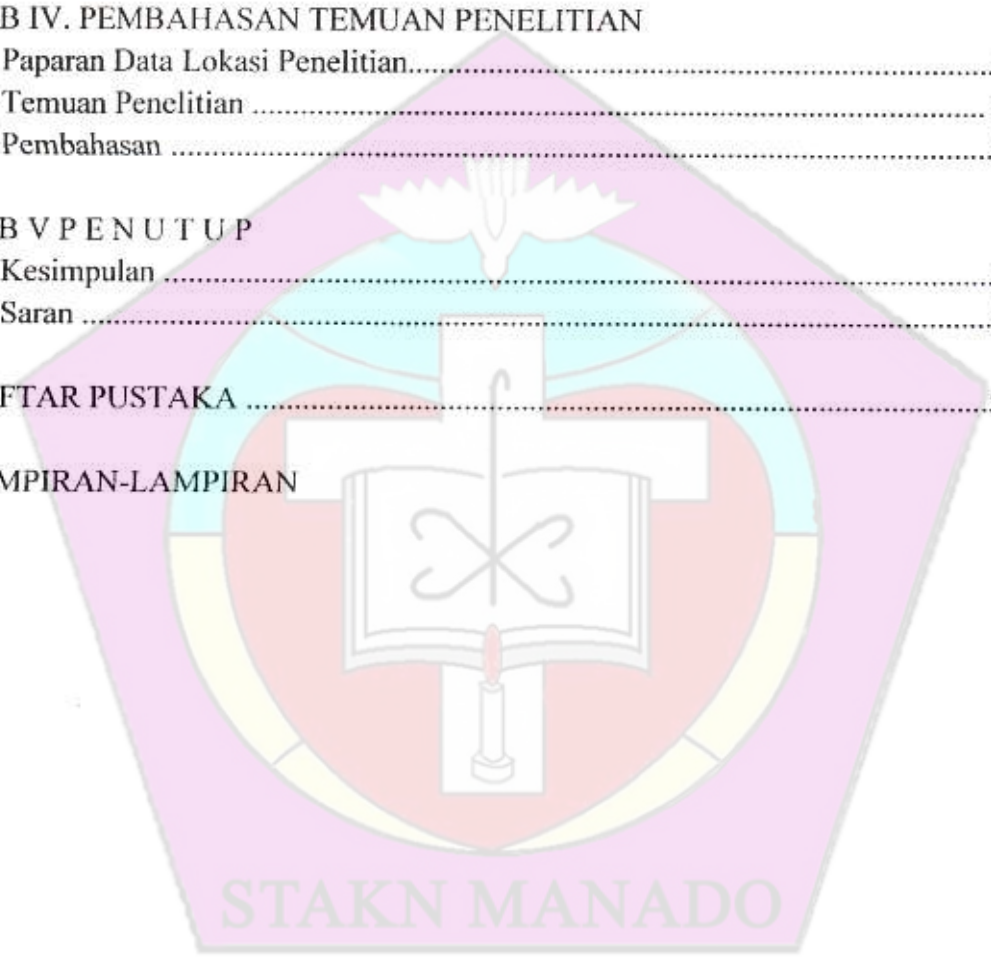 B IV. PEMBAHASAN TEMUAN PENELITIAN
Paparan Data Lokasi Penelitian..........................................................................
Temuan Penelitian ..........................................................................
Pembahasan ..........................................................................
B V P E N U T U P
Kesimpulan ..........................................................................
Saran ..........................................................................
FTAR PUSTAKA ..........................................................................
MPIRAN-LAMPIRAN
STAKN MANADO